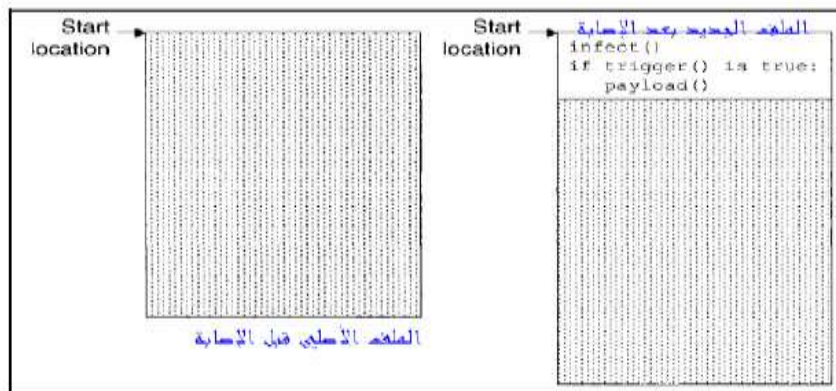 Start
location
الملف الأصلي قبل الإصابة
Start
location
الملف الجديد بعد الإصابة
infect()
if trigger() is true:
payload()